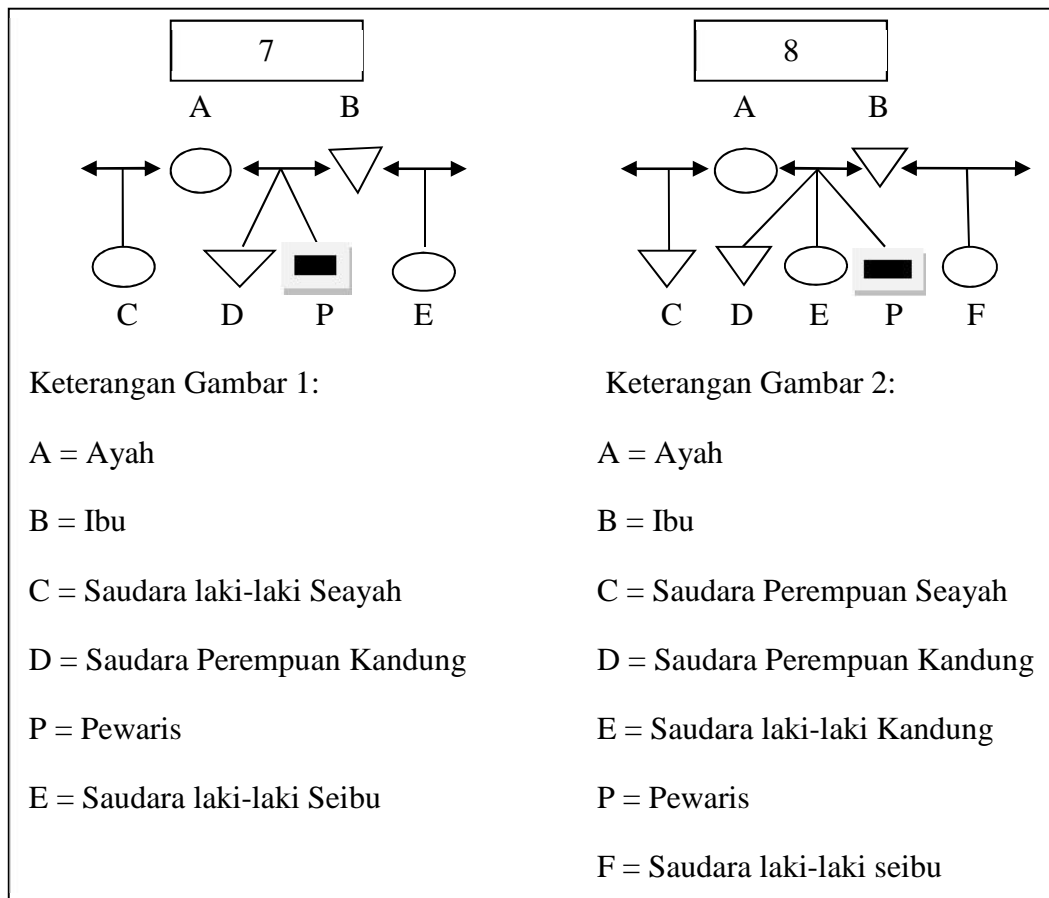 7
A B
C D P E
Keterangan Gambar 1:
A = Ayah
B = Ibu
C = Saudara laki-laki Seayah
D = Saudara Perempuan Kandung
P = Pewaris
E = Saudara laki-laki Seibu
8
A B
C D E P F
Keterangan Gambar 2:
A = Ayah
B = Ibu
C = Saudara Perempuan Seayah
D = Saudara Perempuan Kandung
E = Saudara laki-laki Kandung
P = Pewaris
F = Saudara laki-laki seibu